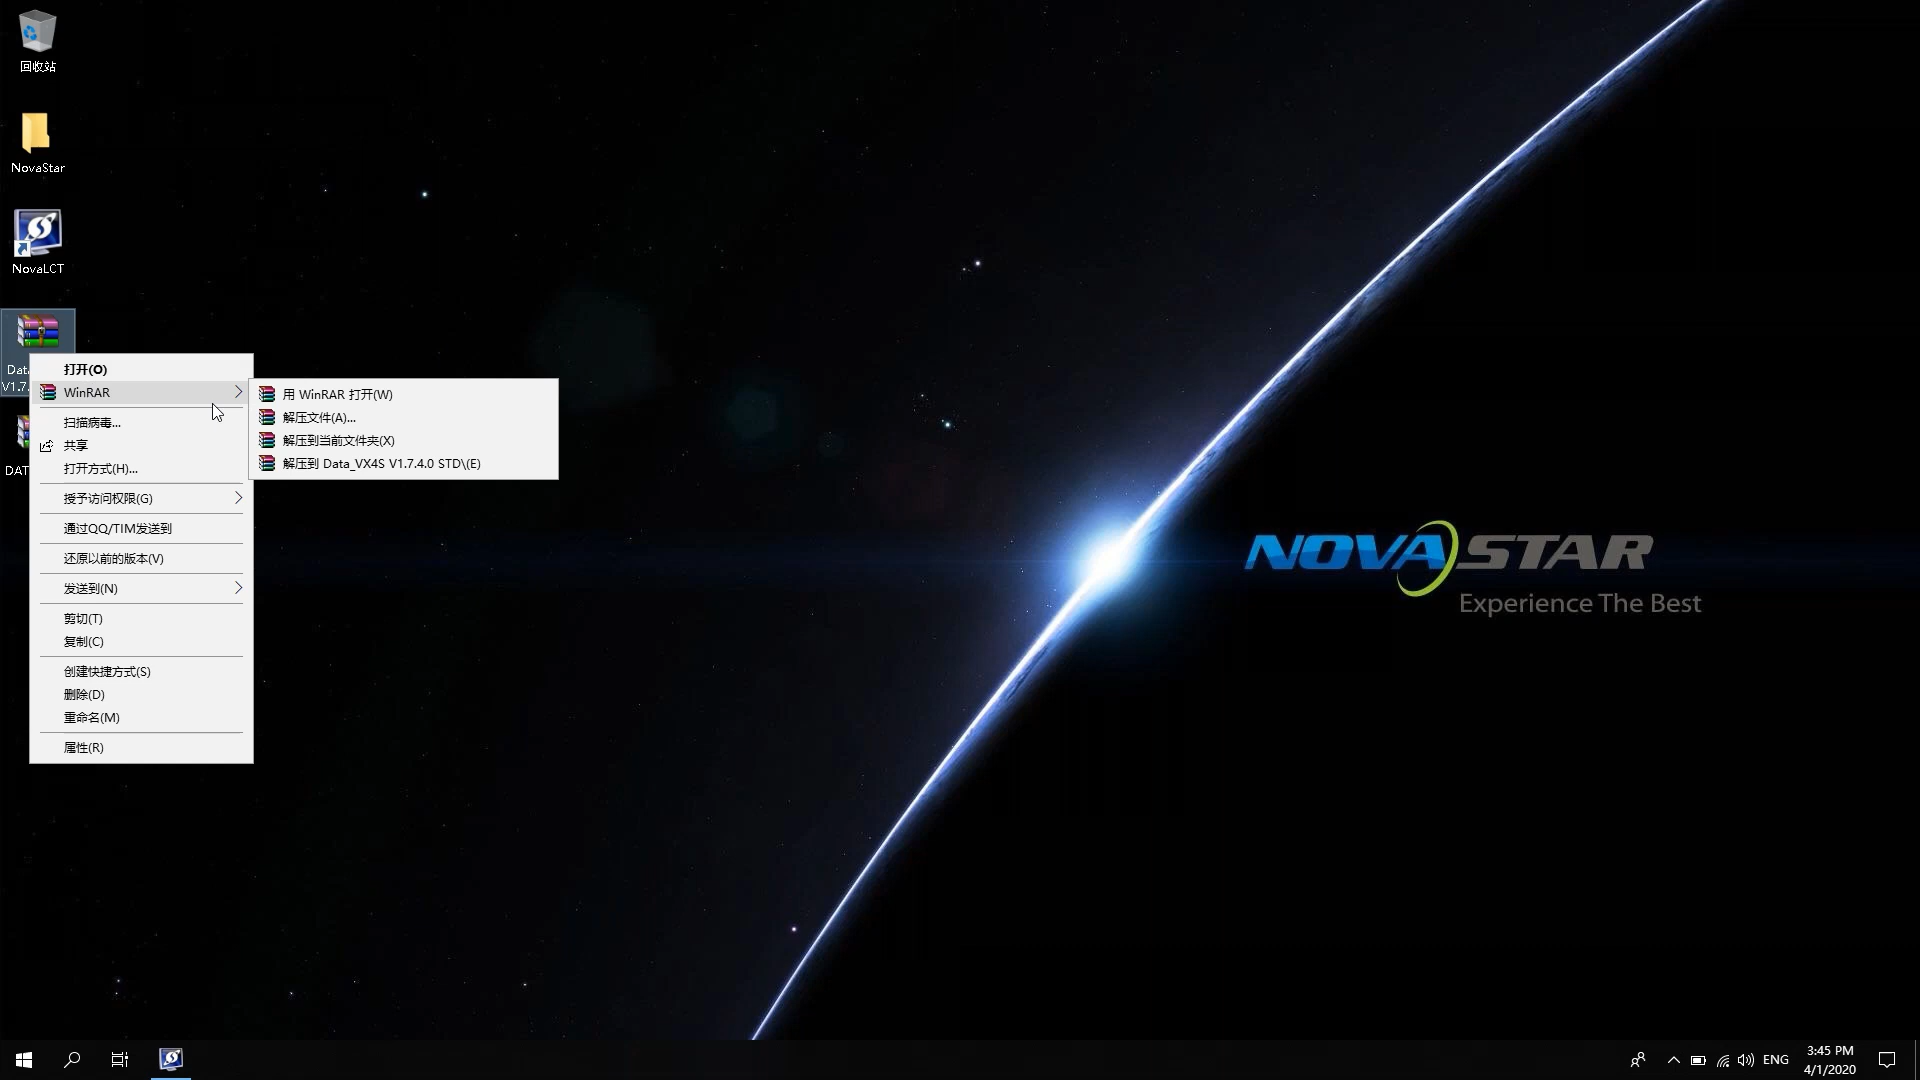 回收站
NovaStar
NovaLCT
Data
V1.7.
DAT
打开(O)
WinRAR
扫描病毒...
共享
打开方式(H)...
授予访问权限(G)
通过QQ/TIM发送到
还原以前的版本(V)
发送到(N)
剪切(T)
复制(C)
创建快捷方式(S)
删除(D)
重命名(M)
属性(R)
用 WinRAR 打开(W)
解压文件(A)...
解压到当前文件夹(X)
解压到 Data_VX4S V1.7.4.0 STD\(E)
NOVASTAR
Experience The Best
ENG
3:45 PM
4/1/2020